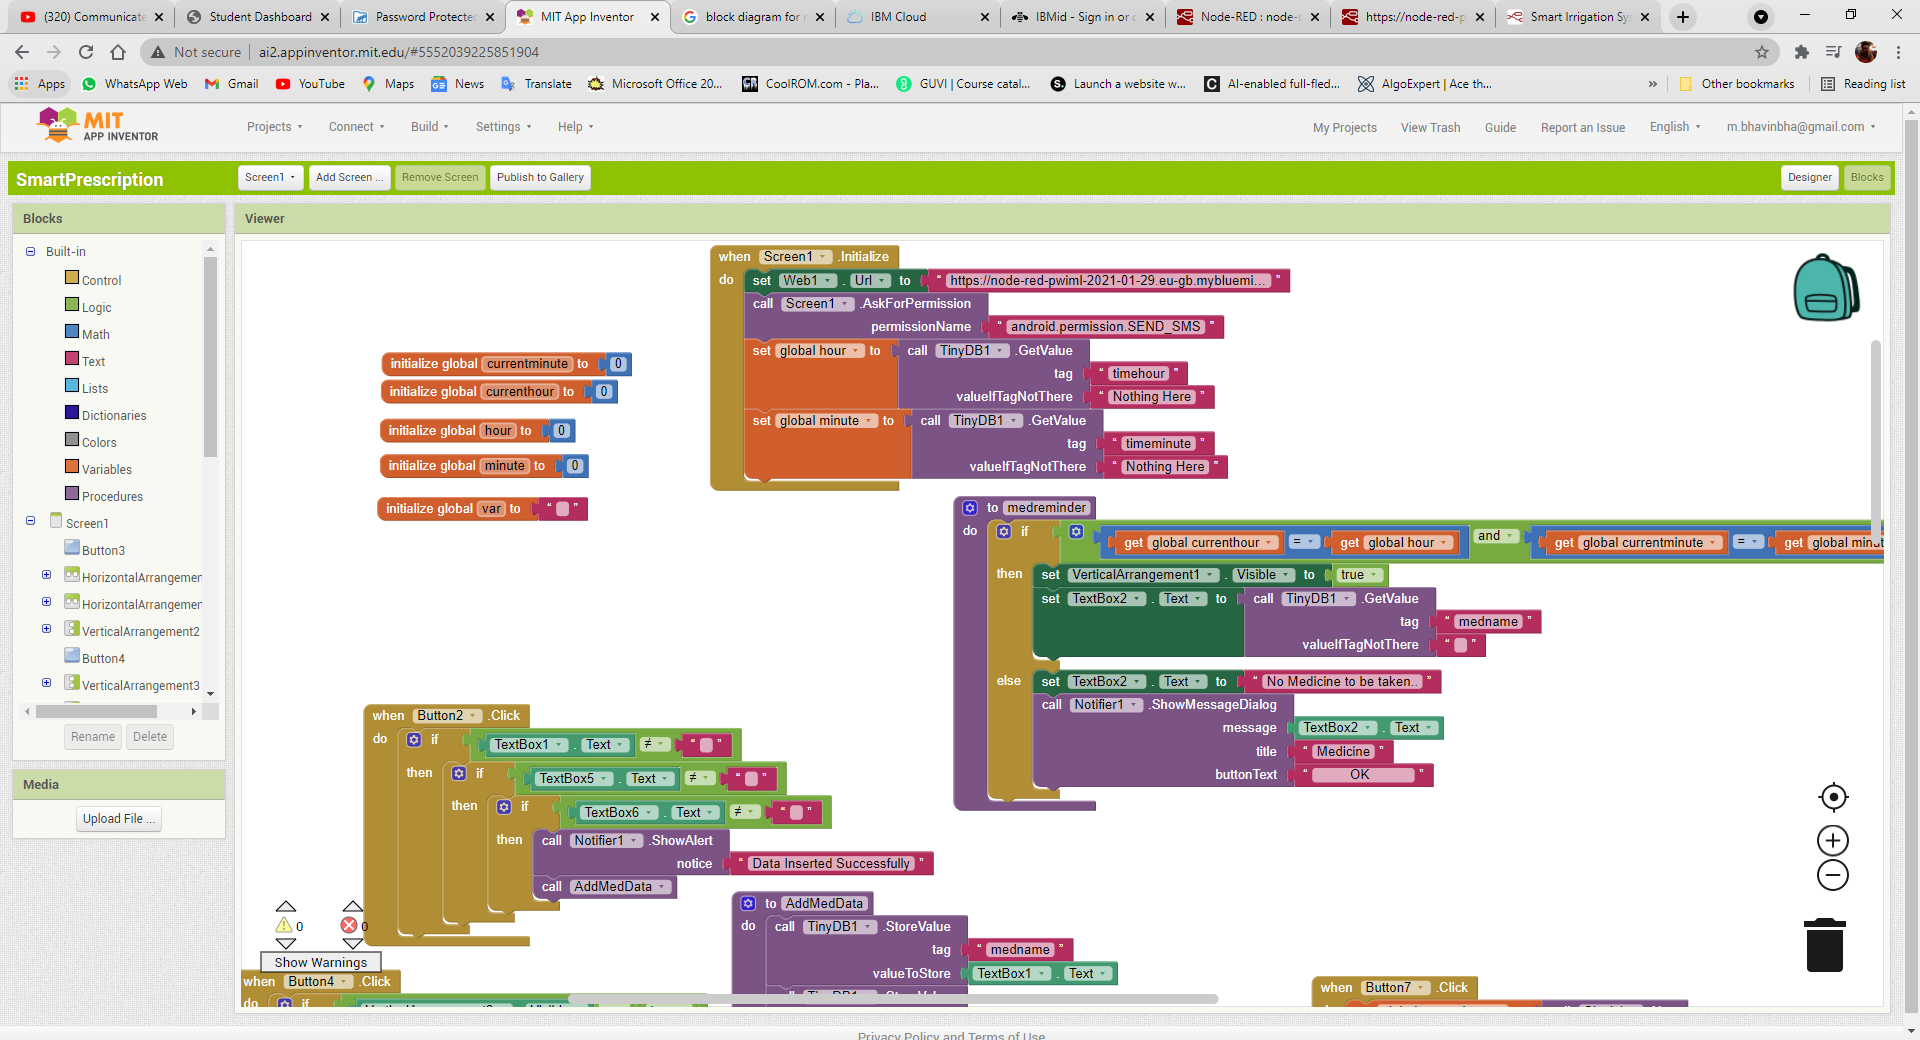 (320) Communicate
Student Dashboard
Password Protected
MIT App Inventor
block diagram for
IBM Cloud
IBMid - Sign in or c
Node-RED : node-
https://node-red-p
Smart Irrigation Sy
Not secure ai2.appinventor.mit.edu/#5552039225851904
Apps WhatsApp Web Gmail YouTube Maps News Translate Microsoft Office 20... CoolROM.com - Pla... GUVI | Course catal... Launch a website w... AI-enabled full-fled... AlgoExpert | Ace th... » Other bookmarks Reading list
MIT
APP INVENTOR
Projects Connect Build Settings Help My Projects View Trash Guide Report an Issue English m.bhavinbha@gmail.com
SmartPrescription Screen1 Add Screen ... Remove Screen Publish to Gallery Designer Blocks
Blocks
Built-in
Control
Logic
Math
Text
Lists
Dictionaries
Colors
Variables
Procedures
Screen1
Button3
HorizontalArrangemen
HorizontalArrangemen
VerticalArrangement2
Button4
VerticalArrangement3
Rename Delete
Media
Upload File ...
Viewer
when Screen1 .Initialize
do set Web1 . Url to “ https://node-red-pwiml-2021-01-29.eu-gb.mybluemi... ”
call Screen1 .AskForPermission
permissionName “ android.permission.SEND_SMS ”
set global hour to call TinyDB1 .GetValue
tag “ timehour ”
valueIfTagNotThere “ Nothing Here ”
set global minute to call TinyDB1 .GetValue
tag “ timeminute ”
valueIfTagNotThere “ Nothing Here ”
initialize global currentminute to 0
initialize global currenthour to 0
initialize global hour to 0
initialize global minute to 0
initialize global var to “ ”
to medreminder
do if get global currenthour = get global hour and get global currentminute = get global minut
then set VerticalArrangement1 . Visible to true
set TextBox2 . Text to call TinyDB1 .GetValue
tag “ medname ”
valueIfTagNotThere “ ”
else set TextBox2 . Text to “ No Medicine to be taken.. ”
call Notifier1 .ShowMessageDialog
message TextBox2 . Text
title “ Medicine ”
buttonText “ OK ”
when Button2 .Click
do if TextBox1 . Text ≠ “ ”
then if TextBox5 . Text ≠ “ ”
then if TextBox6 . Text ≠ “ ”
then call Notifier1 .ShowAlert
notice “ Data Inserted Successfully ”
call AddMedData
to AddMedData
do call TinyDB1 .StoreValue
tag “ medname ”
valueToStore TextBox1 . Text
0 0
Show Warnings
when Button4 .Click
do if
when Button7 .Click
Privacy Policy and Terms of Use